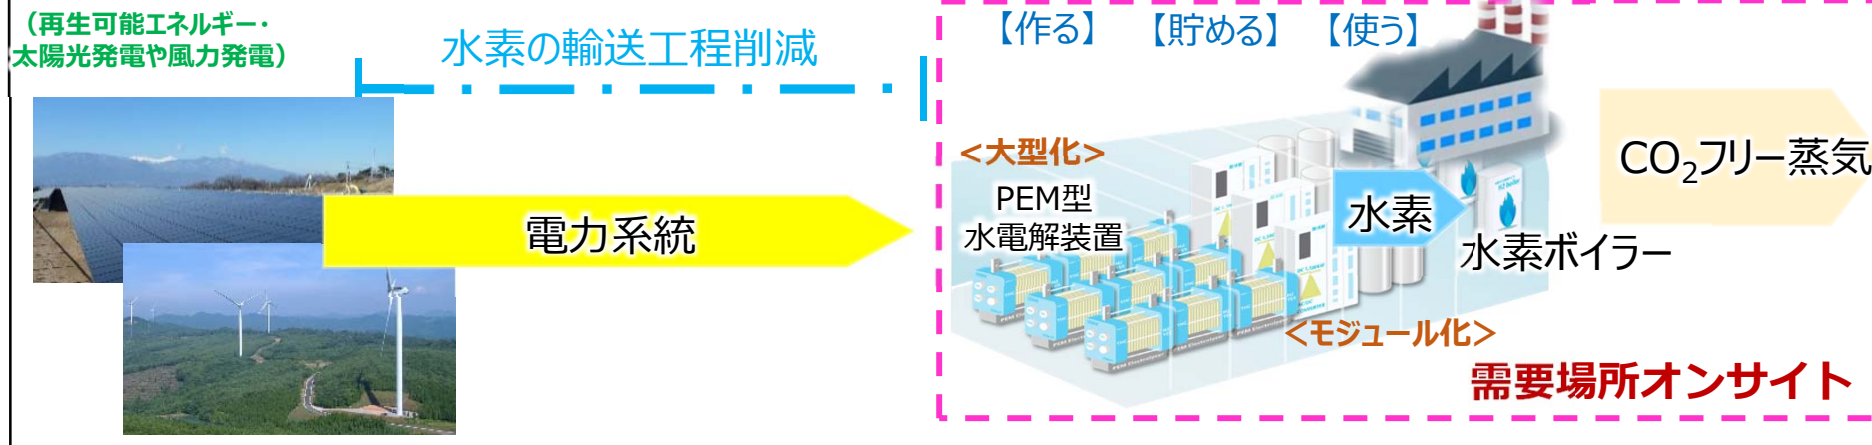 （再生可能エネルギー・
太陽光発電や風力発電）
水素の輸送工程削減
電力系統
【作る】 【貯める】 【使う】
<大型化>
PEM型
水電解装置
水素
水素ボイラー
<モジュール化>
需要場所オンサイト
CO₂フリー蒸気